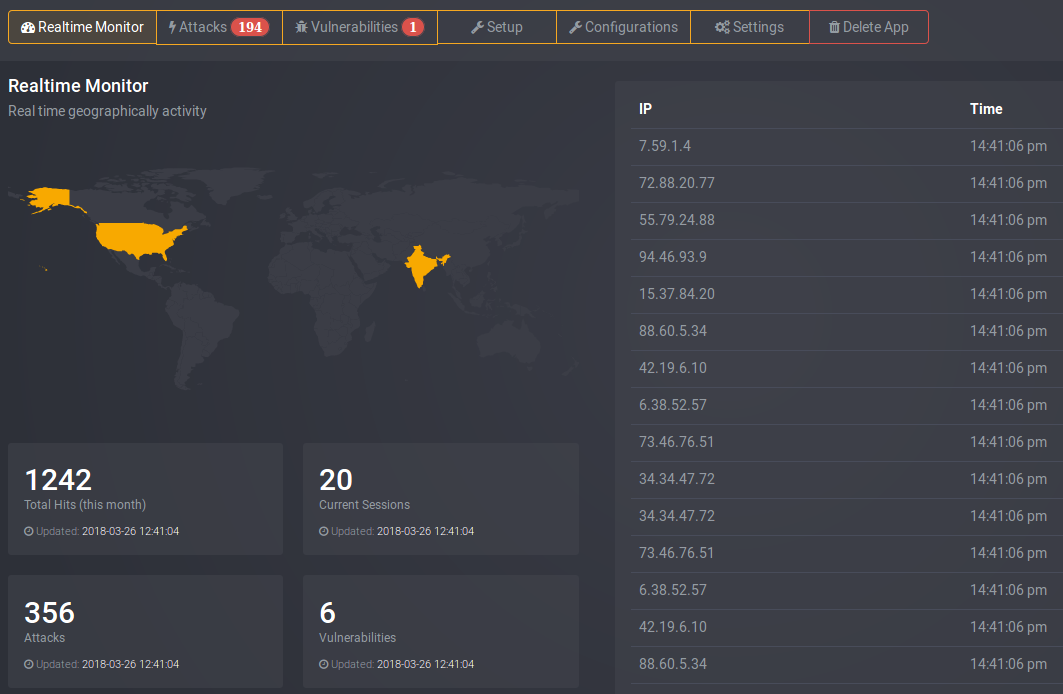 Realtime Monitor Attacks 194 Vulnerabilities 1 Setup Configurations Settings Delete App
Realtime Monitor
Real time geographically activity
1242
Total Hits (this month)
Updated: 2018-03-26 12:41:04
20
Current Sessions
Updated: 2018-03-26 12:41:04
356
Attacks
Updated: 2018-03-26 12:41:04
6
Vulnerabilities
Updated: 2018-03-26 12:41:04
IP Time
7.59.1.4 14:41:06 pm
72.88.20.77 14:41:06 pm
55.79.24.88 14:41:06 pm
94.46.93.9 14:41:06 pm
15.37.84.20 14:41:06 pm
88.60.5.34 14:41:06 pm
42.19.6.10 14:41:06 pm
6.38.52.57 14:41:06 pm
73.46.76.51 14:41:06 pm
34.34.47.72 14:41:06 pm
34.34.47.72 14:41:06 pm
73.46.76.51 14:41:06 pm
6.38.52.57 14:41:06 pm
42.19.6.10 14:41:06 pm
88.60.5.34 14:41:06 pm